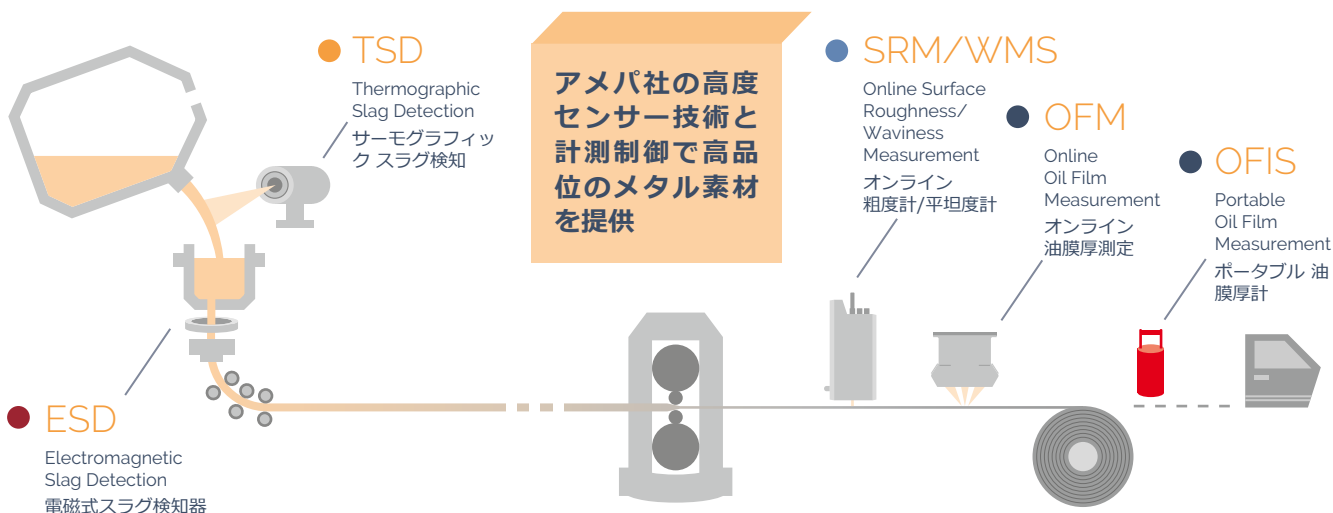 TSD
Thermographic
Slag Detection
サーモグラフィッ
ク スラグ検知
アメパ社の高度
センサー技術と
計測制御で高品
位のメタル素材
を提供
SRM/WMS
Online Surface
Roughness/
Waviness
Measurement
オンライン
粗度計/平坦度計
OFM
Online
Oil Film
Measurement
オンライン
油膜厚測定
OFIS
Portable
Oil Film
Measurement
ポータブル 油
膜厚計
ESD
Electromagnetic
Slag Detection
電磁式スラグ検知器